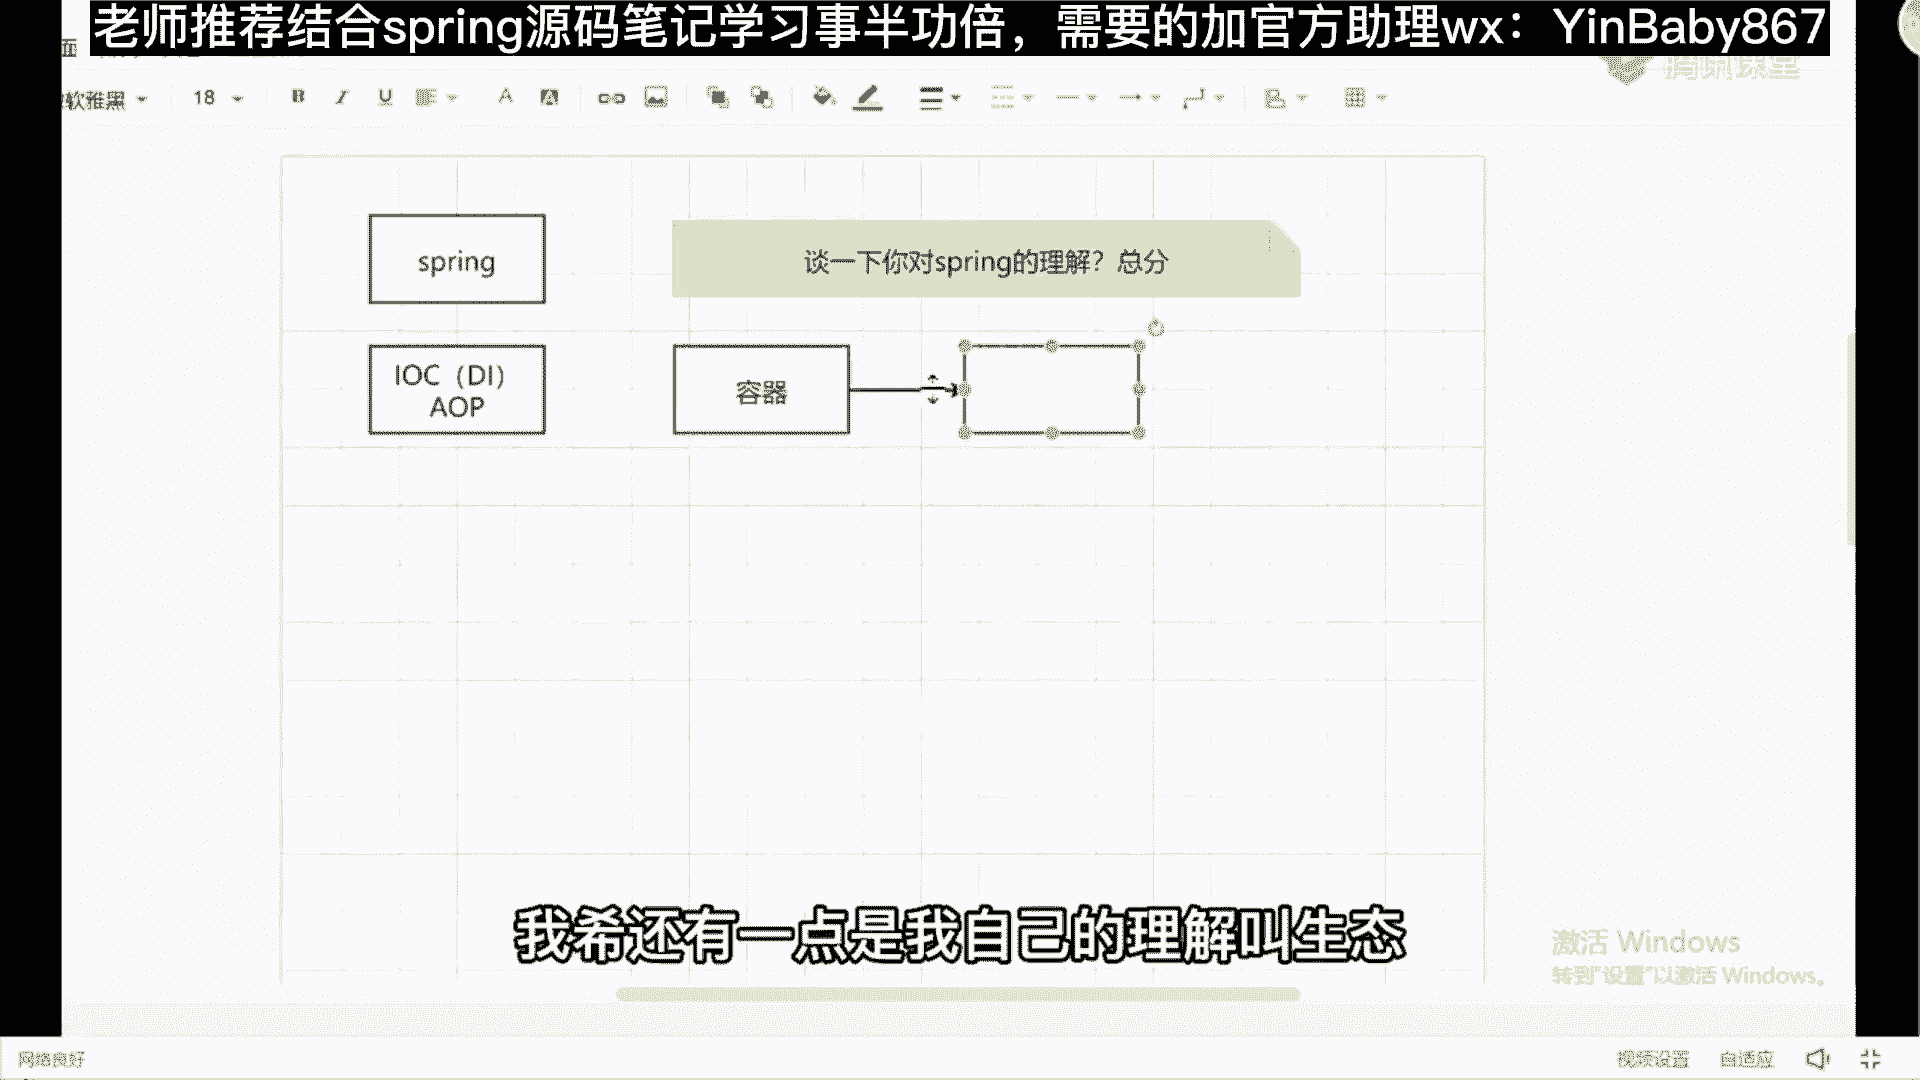 老师推荐结合spring源码笔记学习事半功倍，需要的加官方助理wx：YinBaby867
面
腾讯课堂
软雅黑
18
B
I
U
A
A
spring
谈一下你对spring的理解？总分
IOC（DI）
AOP
容器
我希还有一点是我自己的理解叫生态
激活 Windows
转到"设置"以激活 Windows。
网络良好
视频设置
自适应